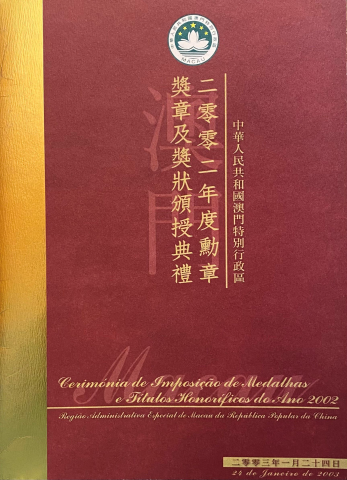 中華人民共和國澳門特別行政區
MACAU
中華人民共和國澳門特別行政區
二零零二年度勳章
獎章及獎狀頒授典禮
澳門
Macau
Cerimónia de Imposição de Medalhas
e Títulos Honoríficos do Ano 2002
Região Administrativa Especial de Macau da República Popular da China
二零零三年一月二十四日
24 de Janeiro de 2003